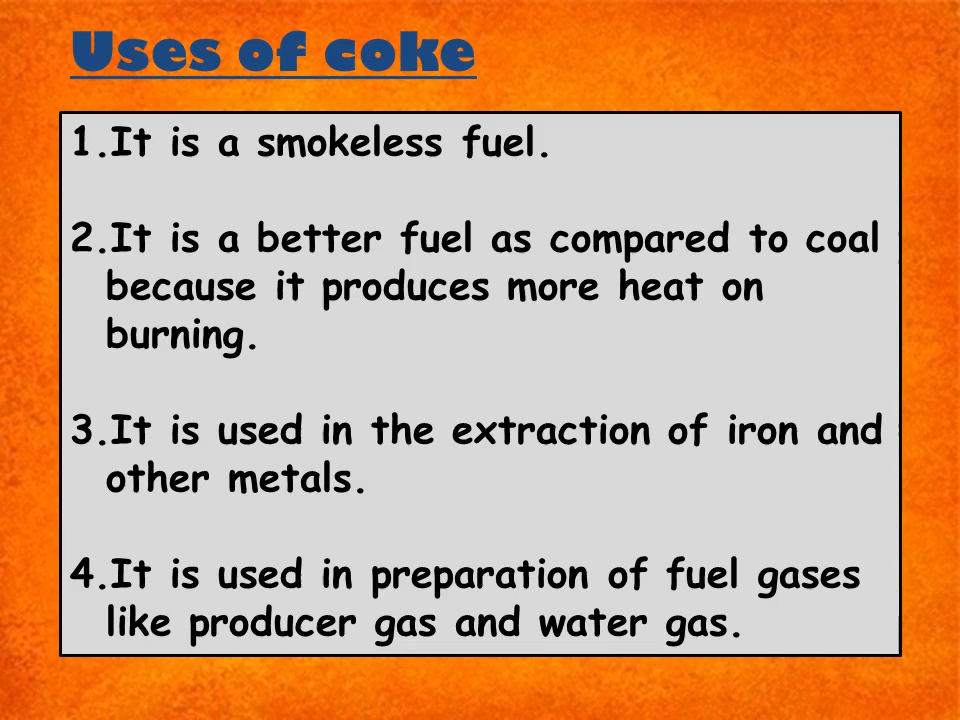 Uses of coke
1.It is a smokeless fuel.
2.It is a better fuel as compared to coal
because it produces more heat on
burning.
3.It is used in the extraction of iron and
other metals.
4.It is used in preparation of fuel gases
like producer gas and water gas.